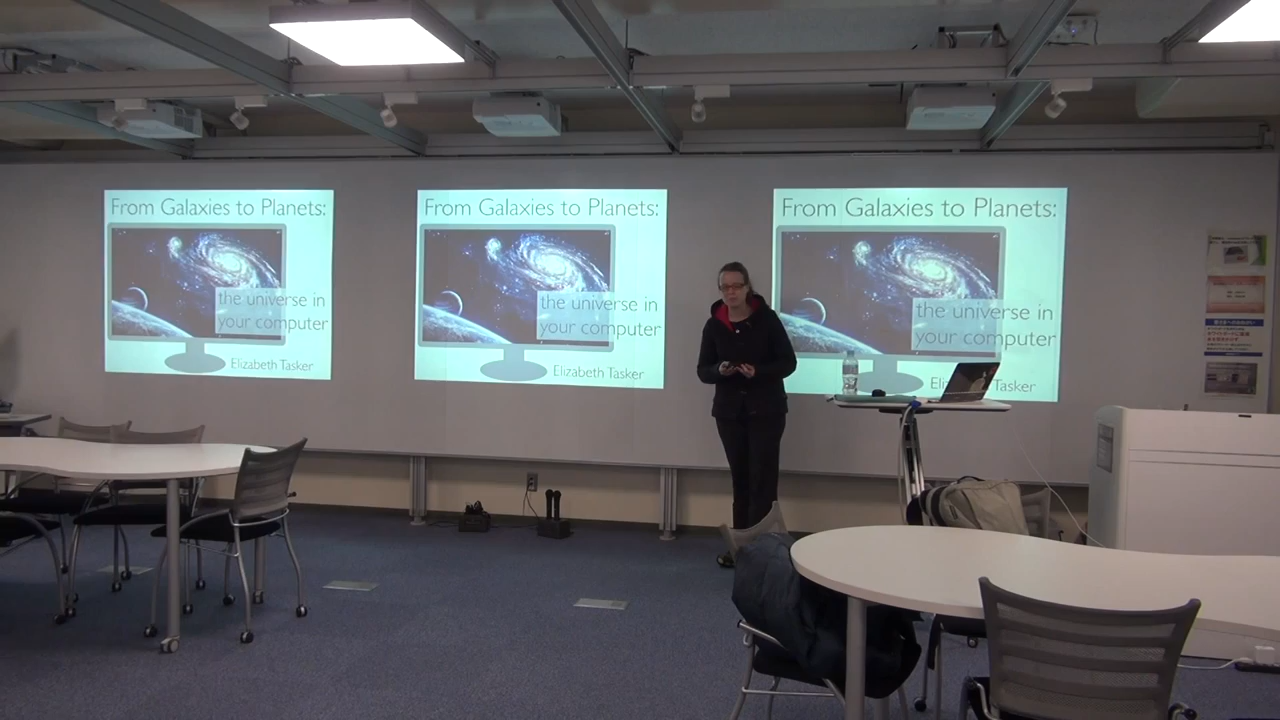 From Galaxies to Planets:
the universe in
your computer
Elizabeth Tasker
From Galaxies to Planets:
the universe in
your computer
Elizabeth Tasker
From Galaxies to Planets:
the universe in
your computer
Eli Tasker